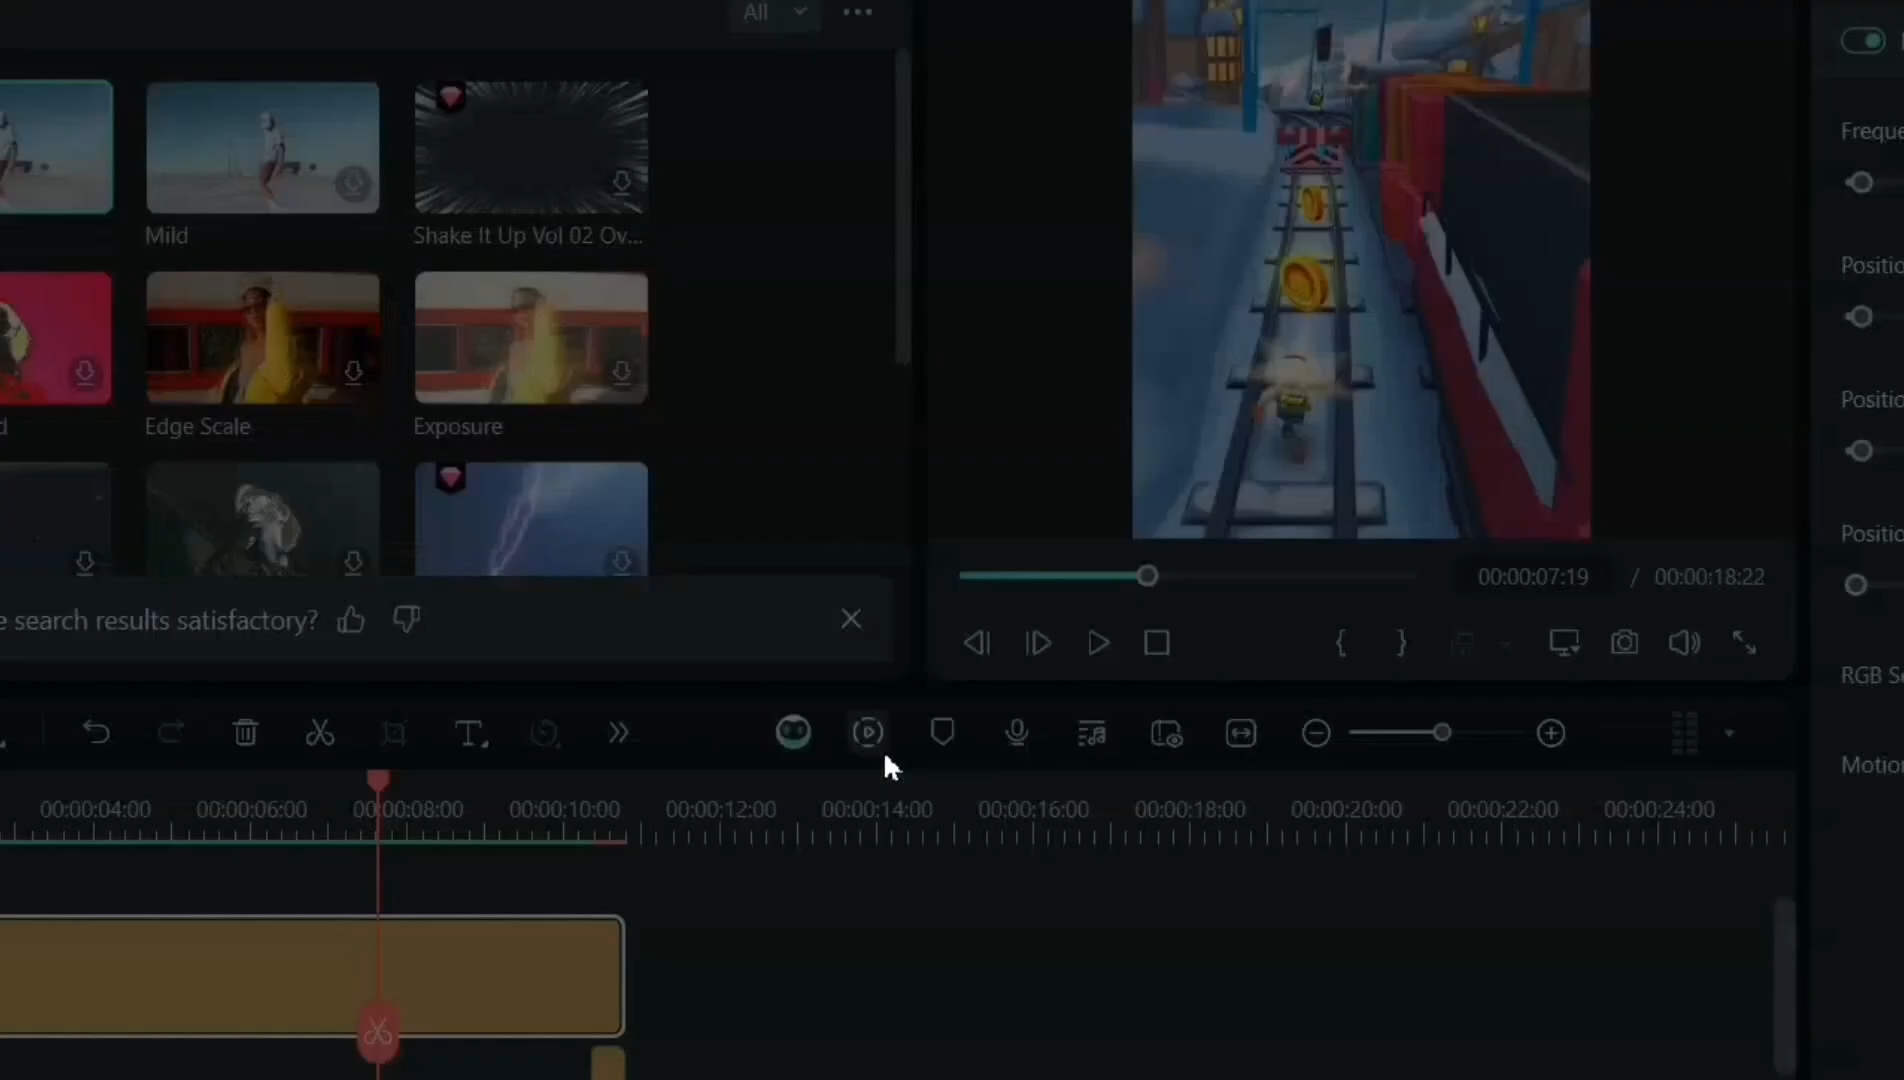 All
Freque
Mild
Shake It Up Vol 02 Ov...
Positio
d
Edge Scale
Exposure
Positio
Positio
e search results satisfactory?
00:00:07:19 / 00:00:18:22
RGB Se
Motion
00:00:04:00 00:00:06:00 00:00:08:00 00:00:10:00 00:00:12:00 00:00:14:00 00:00:16:00 00:00:18:00 00:00:20:00 00:00:22:00 00:00:24:00